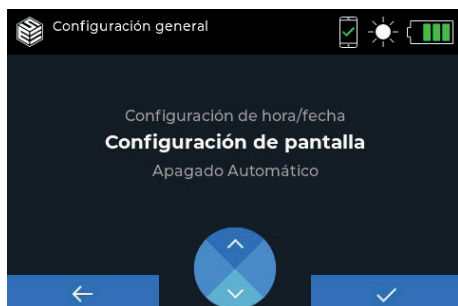 Configuración general
Configuración de hora/fecha
Configuración de pantalla
Apagado Automático